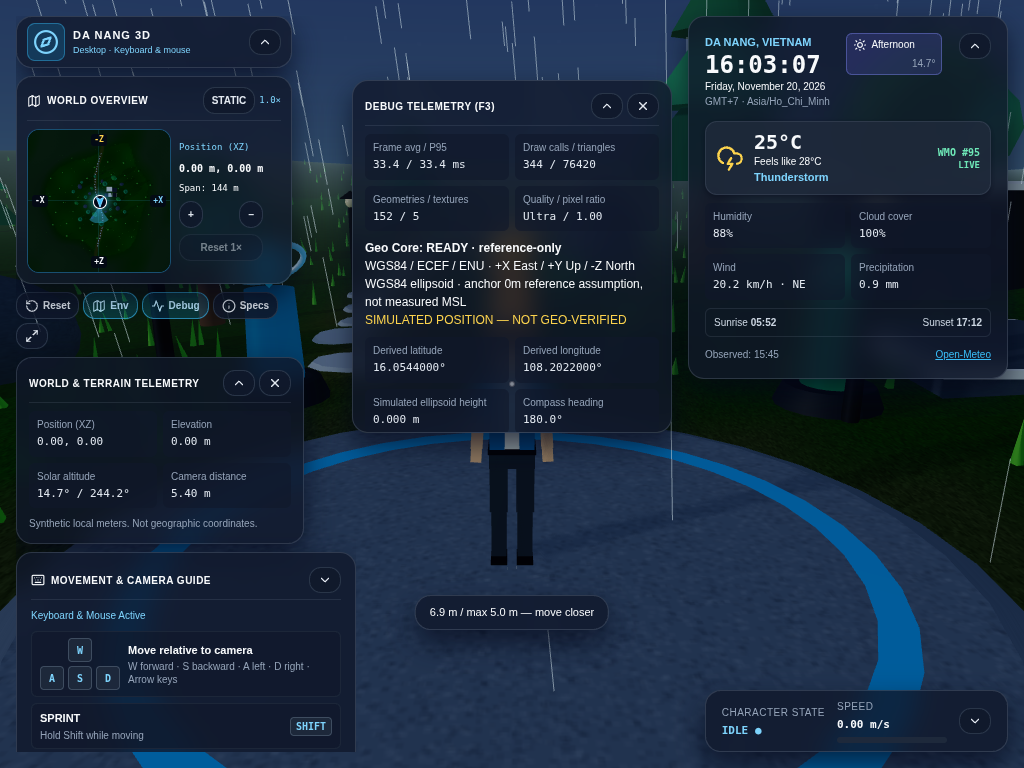 DA NANG 3D
Desktop · Keyboard & mouse
WORLD OVERVIEW
STATIC
1.0×
-Z
-X
+X
+Z
Position (XZ)
0.00 m, 0.00 m
Span: 144 m
+
−
Reset 1×
Reset
Env
Debug
Specs
WORLD & TERRAIN TELEMETRY
Position (XZ)
0.00, 0.00
Elevation
0.00 m
Solar altitude
14.7° / 244.2°
Camera distance
5.40 m
Synthetic local meters. Not geographic coordinates.
MOVEMENT & CAMERA GUIDE
Keyboard & Mouse Active
W
A S D
Move relative to camera
W forward · S backward · A left · D right ·
Arrow keys
SPRINT
Hold Shift while moving
SHIFT
DEBUG TELEMETRY (F3)
Frame avg / P95
33.4 / 33.4 ms
Draw calls / triangles
344 / 76420
Geometries / textures
152 / 5
Quality / pixel ratio
Ultra / 1.00
Geo Core: READY · reference-only
WGS84 / ECEF / ENU · +X East / +Y Up / -Z North
WGS84 ellipsoid · anchor 0m reference assumption,
not measured MSL
SIMULATED POSITION — NOT GEO-VERIFIED
Derived latitude
16.0544000°
Derived longitude
108.2022000°
Simulated ellipsoid height
0.000 m
Compass heading
180.0°
6.9 m / max 5.0 m — move closer
DA NANG, VIETNAM
16:03:07
Friday, November 20, 2026
GMT+7 · Asia/Ho_Chi_Minh
Afternoon
14.7°
25°C
Feels like 28°C
Thunderstorm
WMO #95
LIVE
Humidity
88%
Cloud cover
100%
Wind
20.2 km/h · NE
Precipitation
0.9 mm
Sunrise 05:52
Sunset 17:12
Observed: 15:45
Open-Meteo
CHARACTER STATE
IDLE ●
SPEED
0.00 m/s